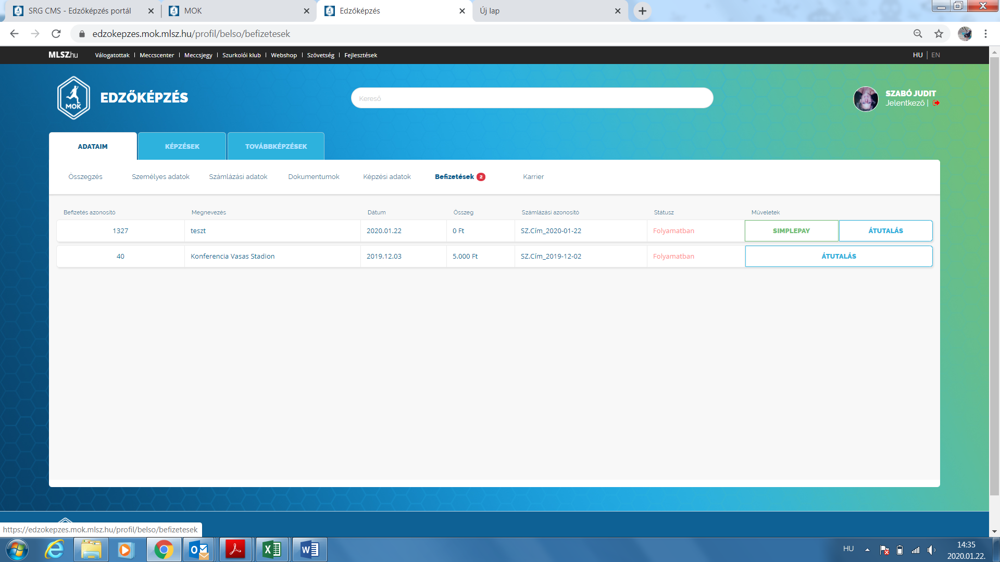 SRG CMS - Edzőképzés portál
MOK
Edzőképzés
Új lap
edzokepzes.mok.mlsz.hu/profil/belso/befizetesek
MLSZ.hu Válogatottak | Meccscenter | Meccsjegy | Szurkolói klub | Webshop | Szövetség | Fejlesztések HU | EN
MOK
EDZŐKÉPZÉS
Kereső
SZABÓ JUDIT
Jelentkező |
ADATAIM KÉPZÉSEK TOVÁBBKÉPZÉSEK
Összegzés Személyes adatok Számlázási adatok Dokumentumok Képzési adatok Befizetések 2 Karrier
Befizetés azonosító Megnevezés Dátum Összeg Számlázási azonosító Státusz Műveletek
1327 teszt 2020.01.22 0 Ft SZ.Cím_2020-01-22 Folyamatban SIMPLEPAY ÁTUTALÁS
40 Konferencia Vasas Stadion 2019.12.03 5.000 Ft SZ.Cím_2019-12-02 Folyamatban ÁTUTALÁS
https://edzokepzes.mok.mlsz.hu/profil/belso/befizetesek
HU
14:35
2020.01.22.